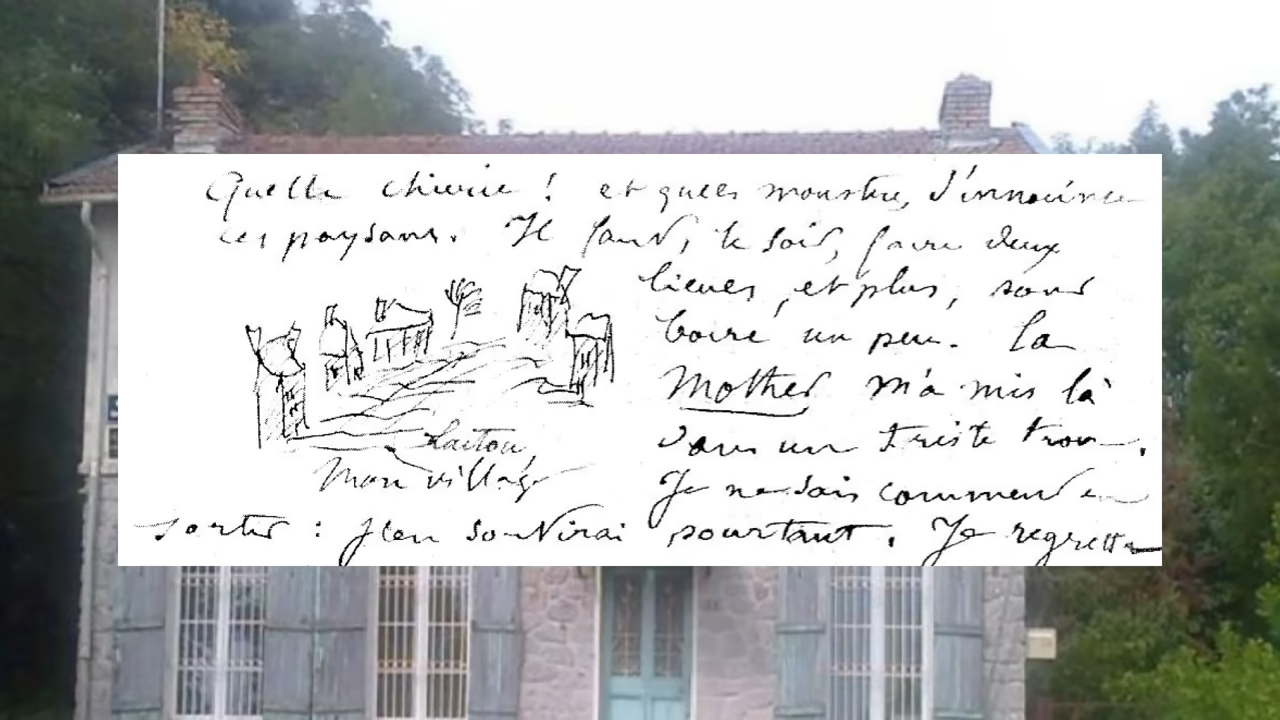 Quelle chierie ! et quels monstres d'innocince
ces paysans. Il faut, le soir, faire deux
lieues, et plus, pour
boire un peu. La
Mother m'a mis là
dans un triste trou.
Laïtou,
Mon village
Je ne sais comment en
sortir : j'en sortirai pourtant. Je regrette